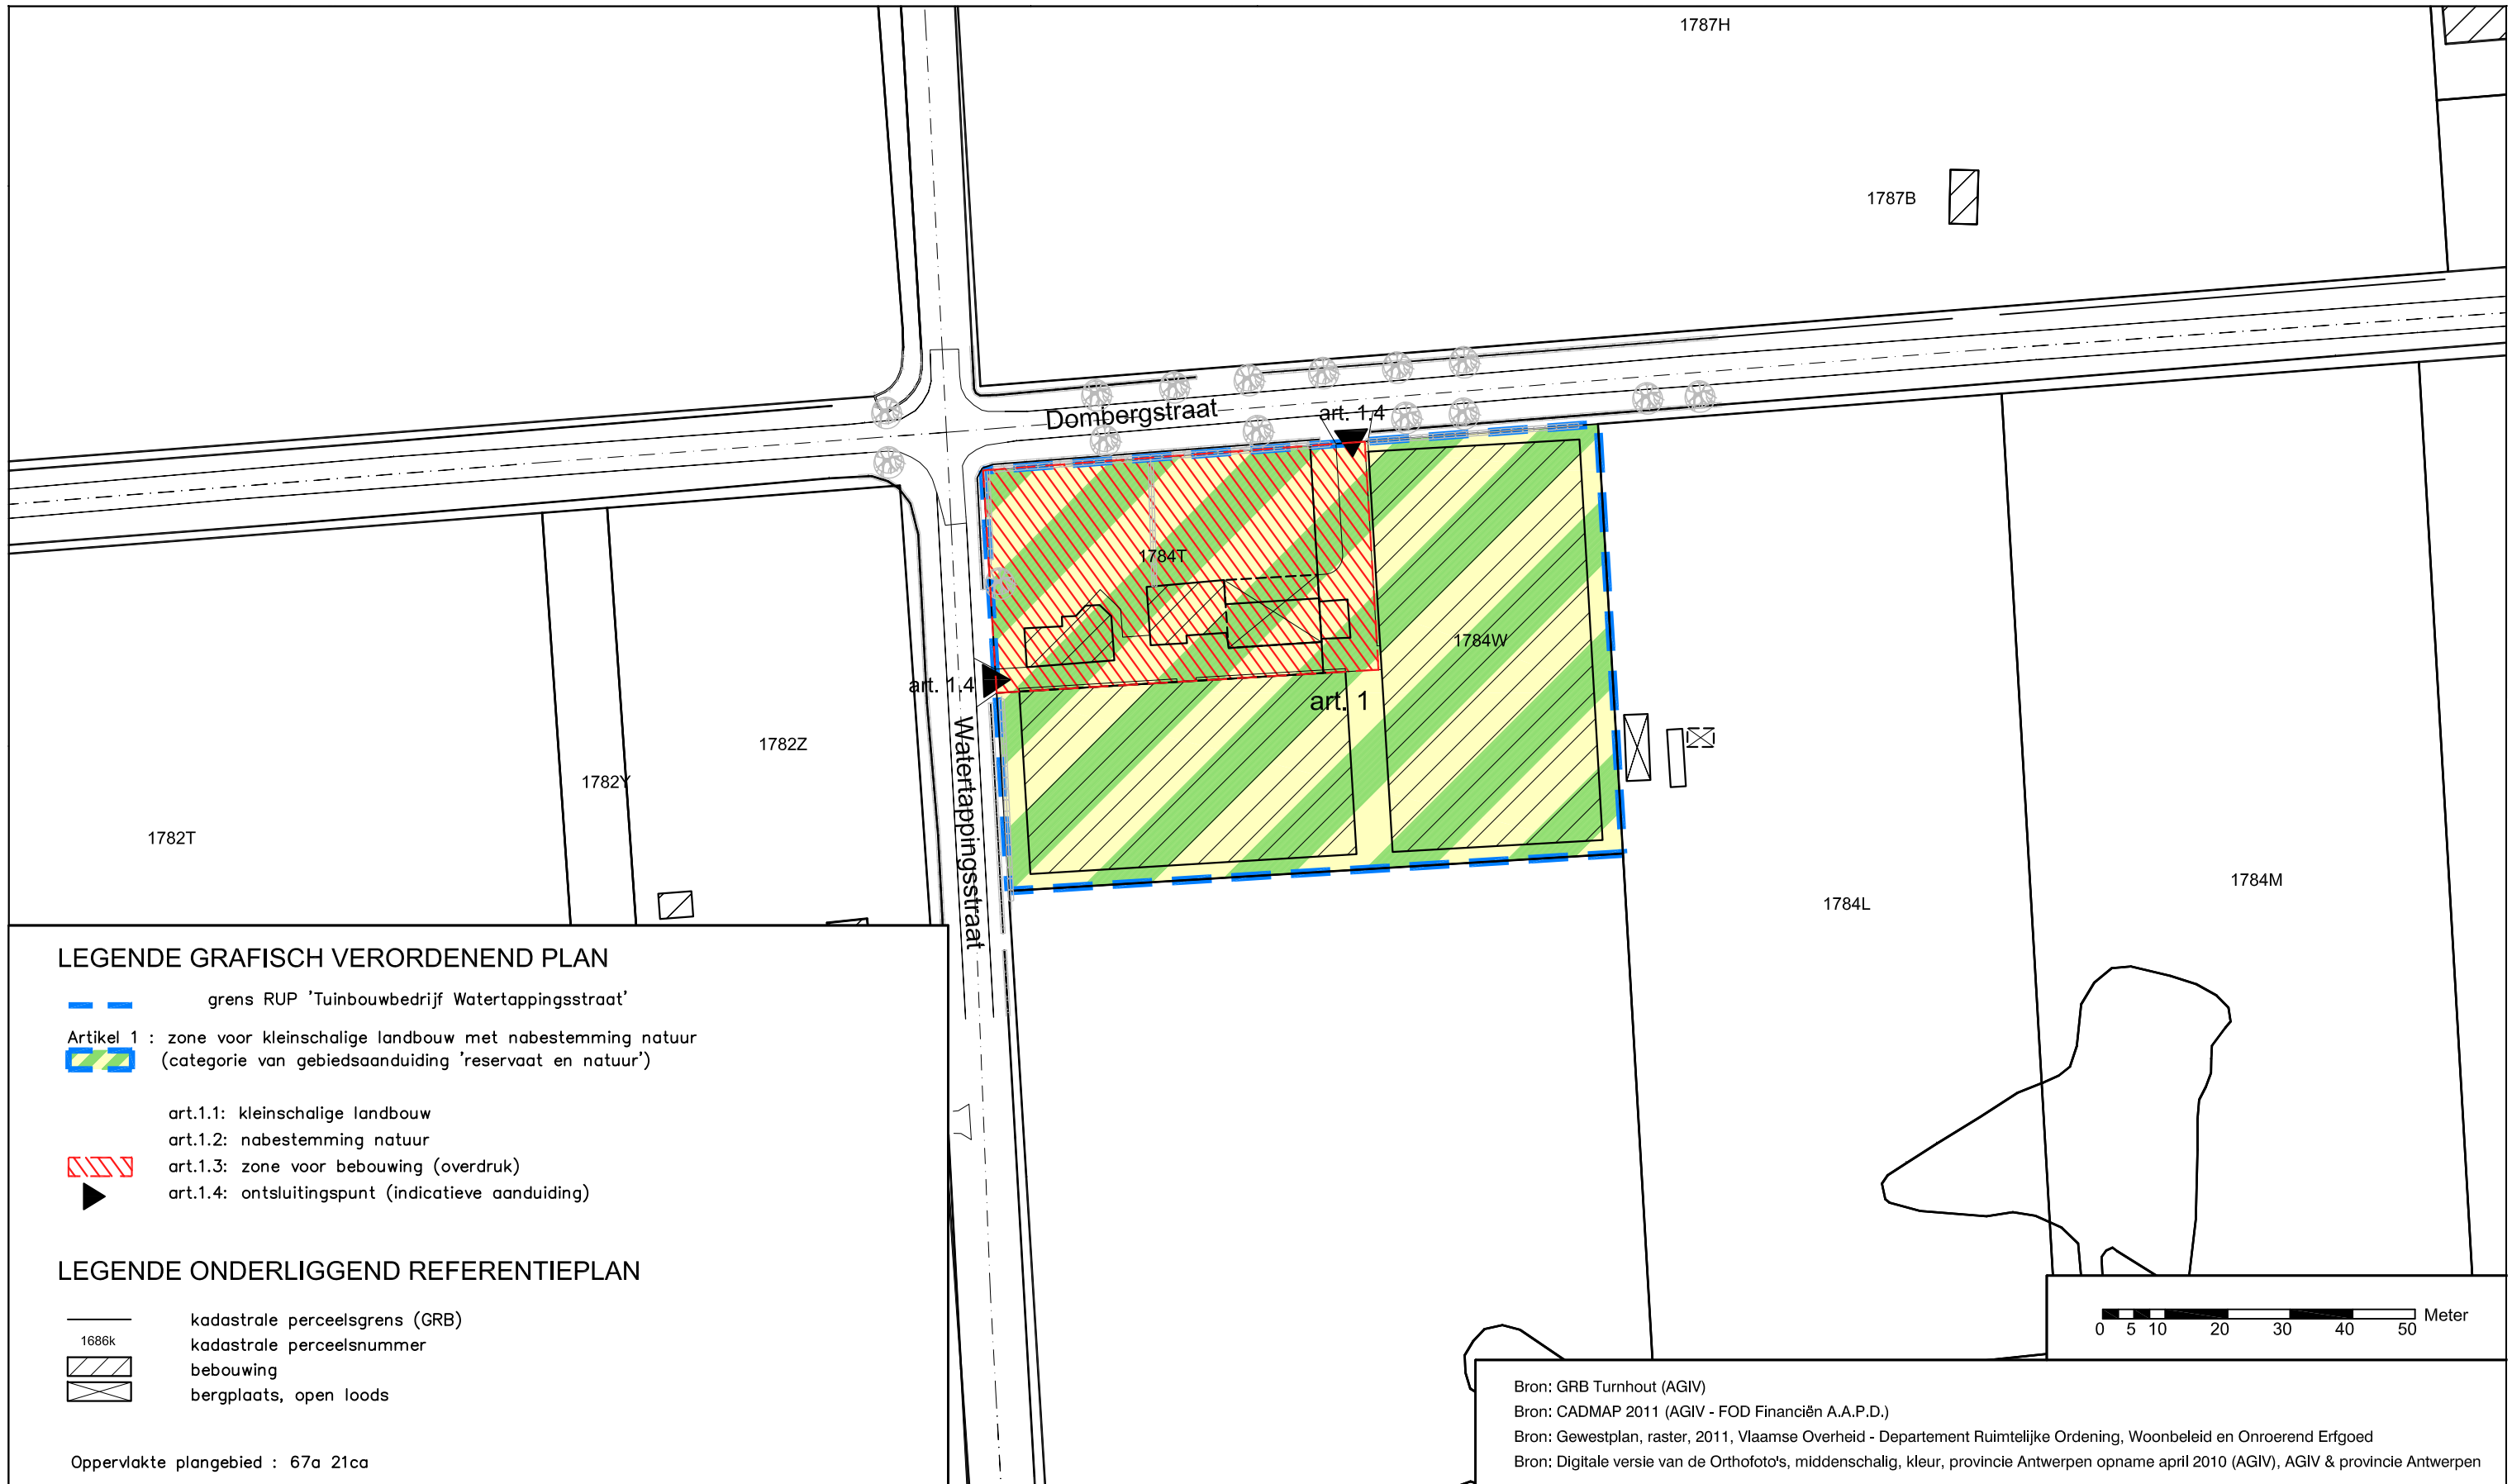 1787H
1787B
Dombergstraat
art. 1.4
1784T
1784W
art. 1.4
art. 1
Watertappingsstraat
1782Z
1782Y
1782T
1784L
1784M
LEGENDE GRAFISCH VERORDENEND PLAN
grens RUP 'Tuinbouwbedrijf Watertappingsstraat'
Artikel 1 : zone voor kleinschalige landbouw met nabestemming natuur
(categorie van gebiedsaanduiding 'reservaat en natuur')
art.1.1: kleinschalige landbouw
art.1.2: nabestemming natuur
art.1.3: zone voor bebouwing (overdruk)
art.1.4: ontsluitingspunt (indicatieve aanduiding)
LEGENDE ONDERLIGGEND REFERENTIEPLAN
kadastrale perceelsgrens (GRB)
1686k kadastrale perceelsnummer
bebouwing
bergplaats, open loods
Oppervlakte plangebied : 67a 21ca
Meter
0 5 10 20 30 40 50
Bron: GRB Turnhout (AGIV)
Bron: CADMAP 2011 (AGIV - FOD Financiën A.A.P.D.)
Bron: Gewestplan, raster, 2011, Vlaamse Overheid - Departement Ruimtelijke Ordening, Woonbeleid en Onroerend Erfgoed
Bron: Digitale versie van de Orthofoto's, middenschalig, kleur, provincie Antwerpen opname april 2010 (AGIV), AGIV & provincie Antwerpen